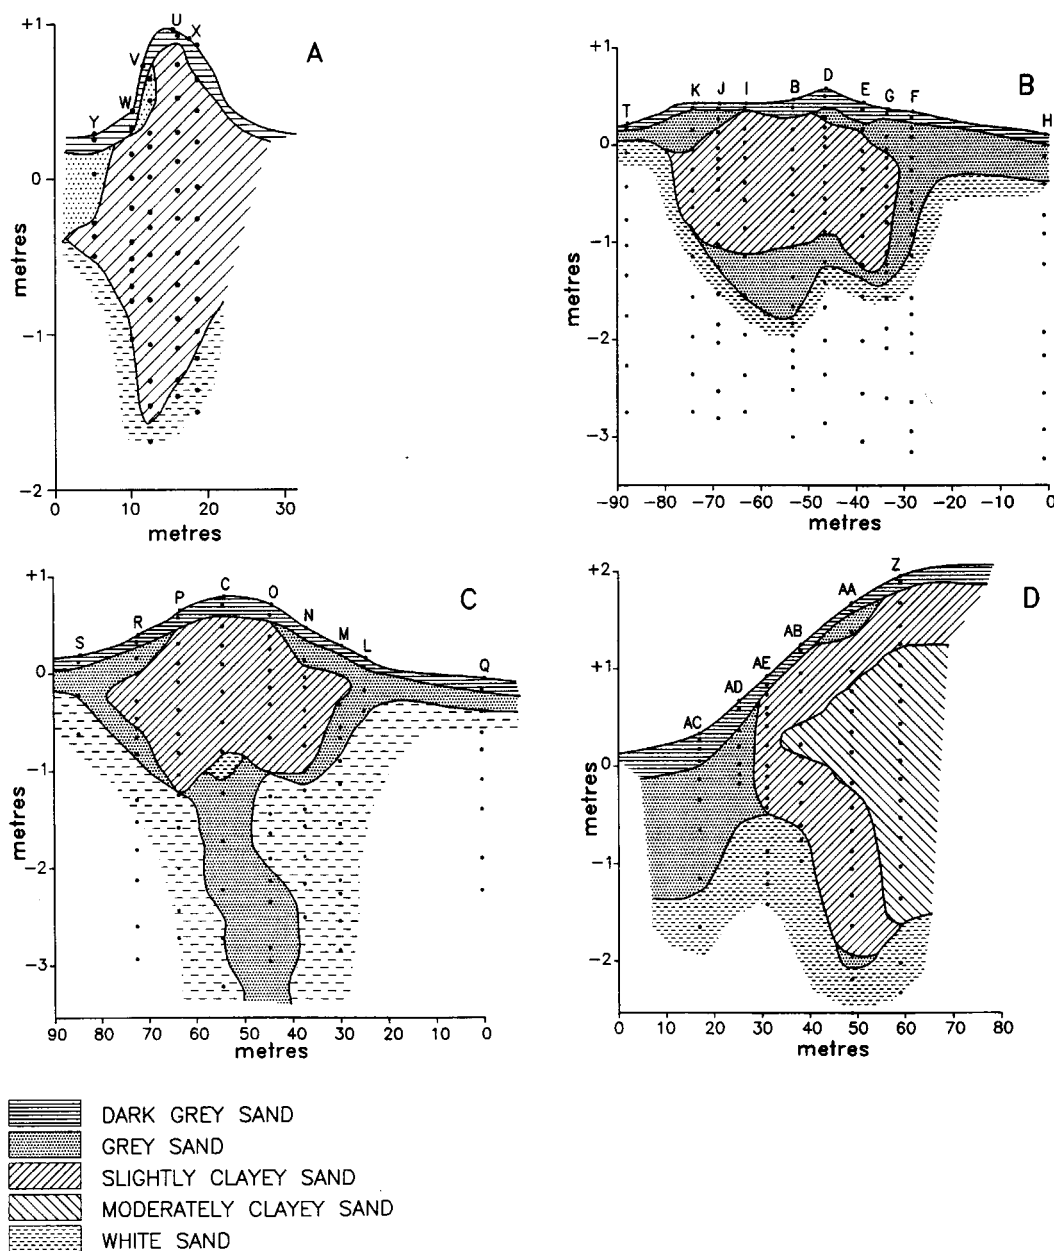 A
+1
0
−1
−2
metres
Y W V U X
0 10 20 30
metres
B
+1
0
−1
−2
−3
metres
T K J I B D E G F H
−90 −80 −70 −60 −50 −40 −30 −20 −10 0
metres
C
+1
0
−1
−2
−3
metres
S R P C O N M L Q
90 80 70 60 50 40 30 20 10 0
metres
D
+2
+1
0
−1
−2
AC AD AE AB AA Z
0 10 20 30 40 50 60 70 80
metres
DARK GREY SAND
GREY SAND
SLIGHTLY CLAYEY SAND
MODERATELY CLAYEY SAND
WHITE SAND